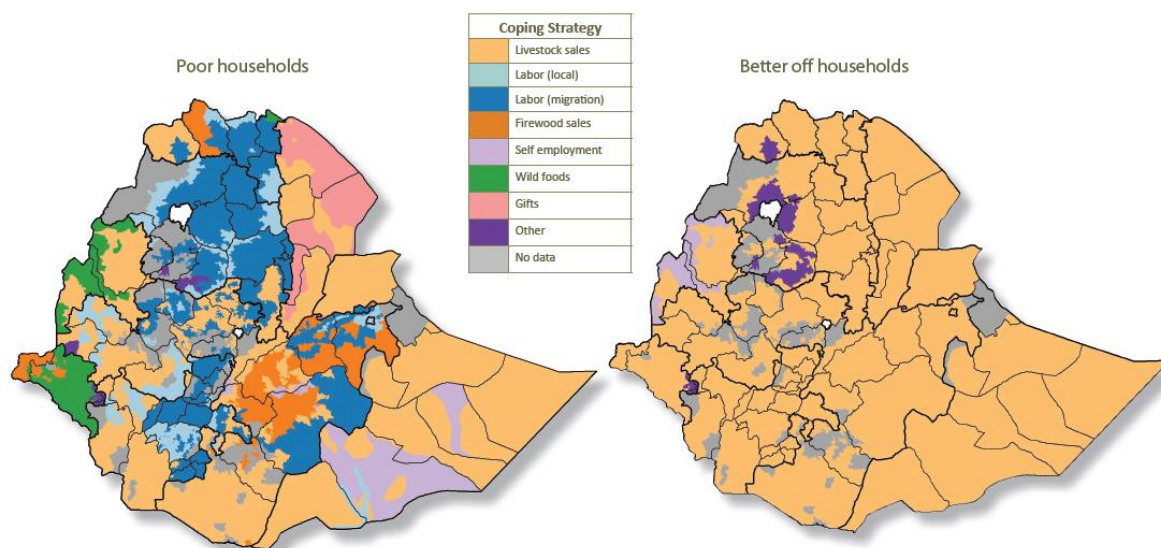 Coping Strategy
Livestock sales
Labor (local)
Labor (migration)
Firewood sales
Self employment
Wild foods
Gifts
Other
No data
Poor households
Better off households